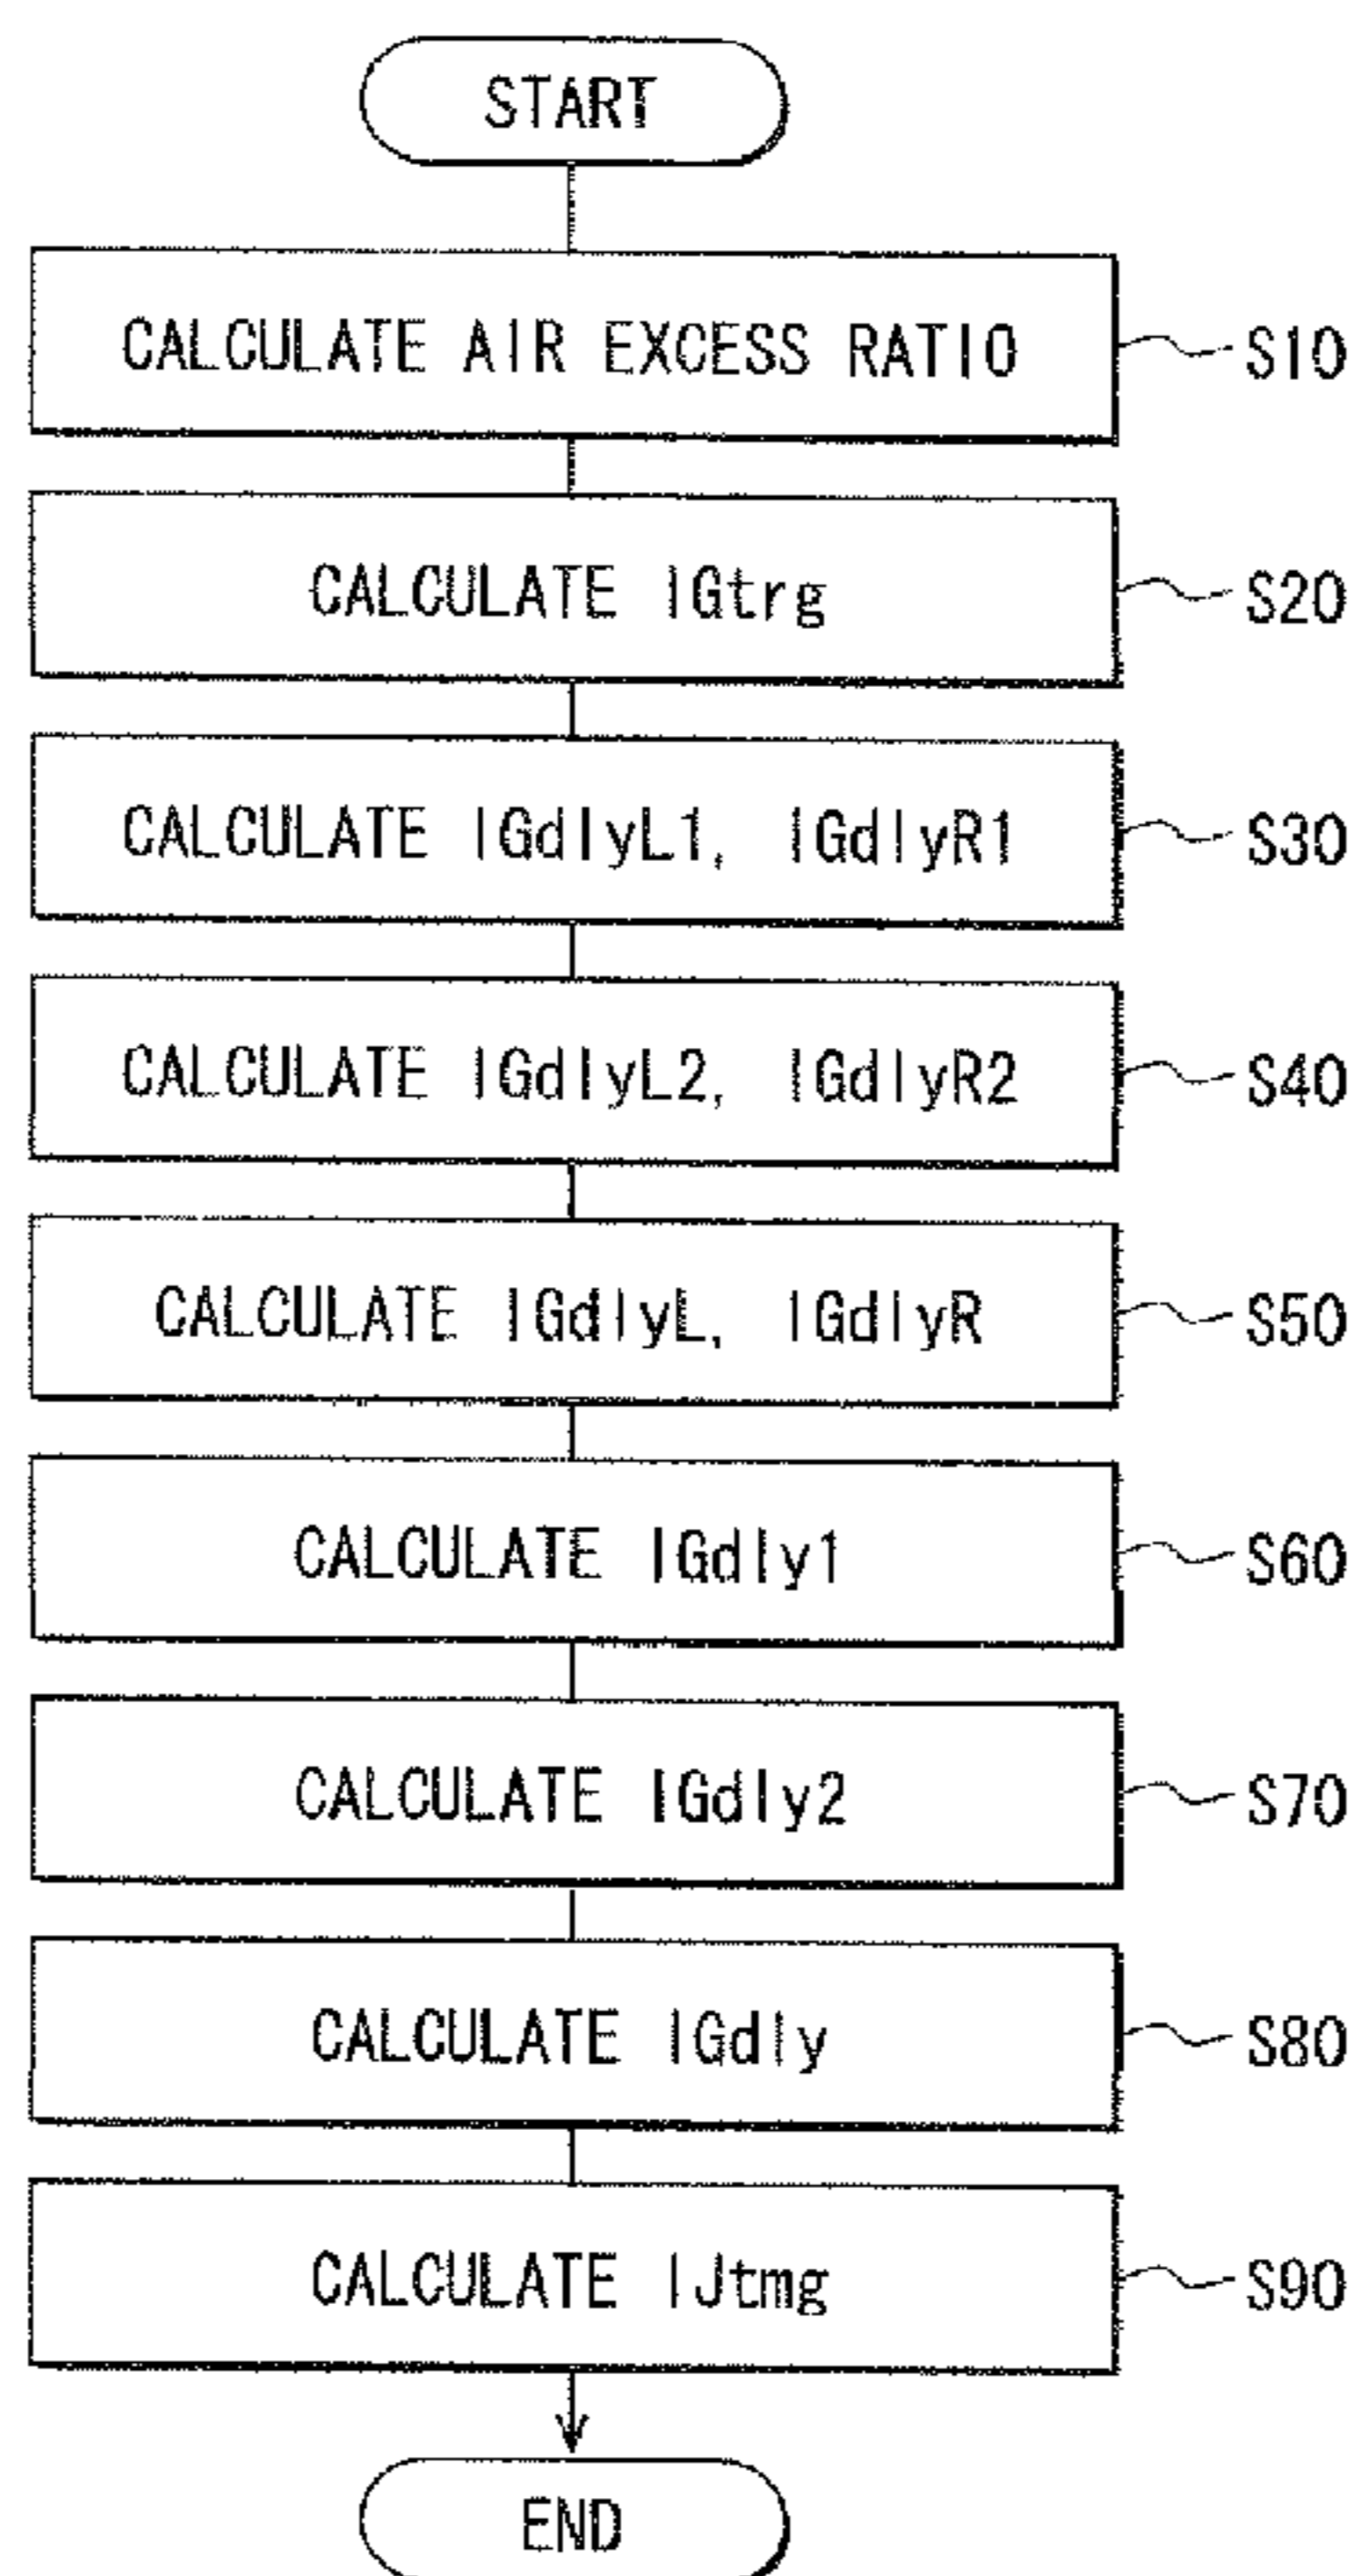 START
CALCULATE AIR EXCESS RATIO S10
CALCULATE IGtrg S20
CALCULATE IGdlyL1, IGdlyR1 S30
CALCULATE IGdlyL2, IGdlyR2 S40
CALCULATE IGdlyL, IGdlyR S50
CALCULATE IGdly1 S60
CALCULATE IGdly2 S70
CALCULATE IGdly S80
CALCULATE IJtmg S90
END